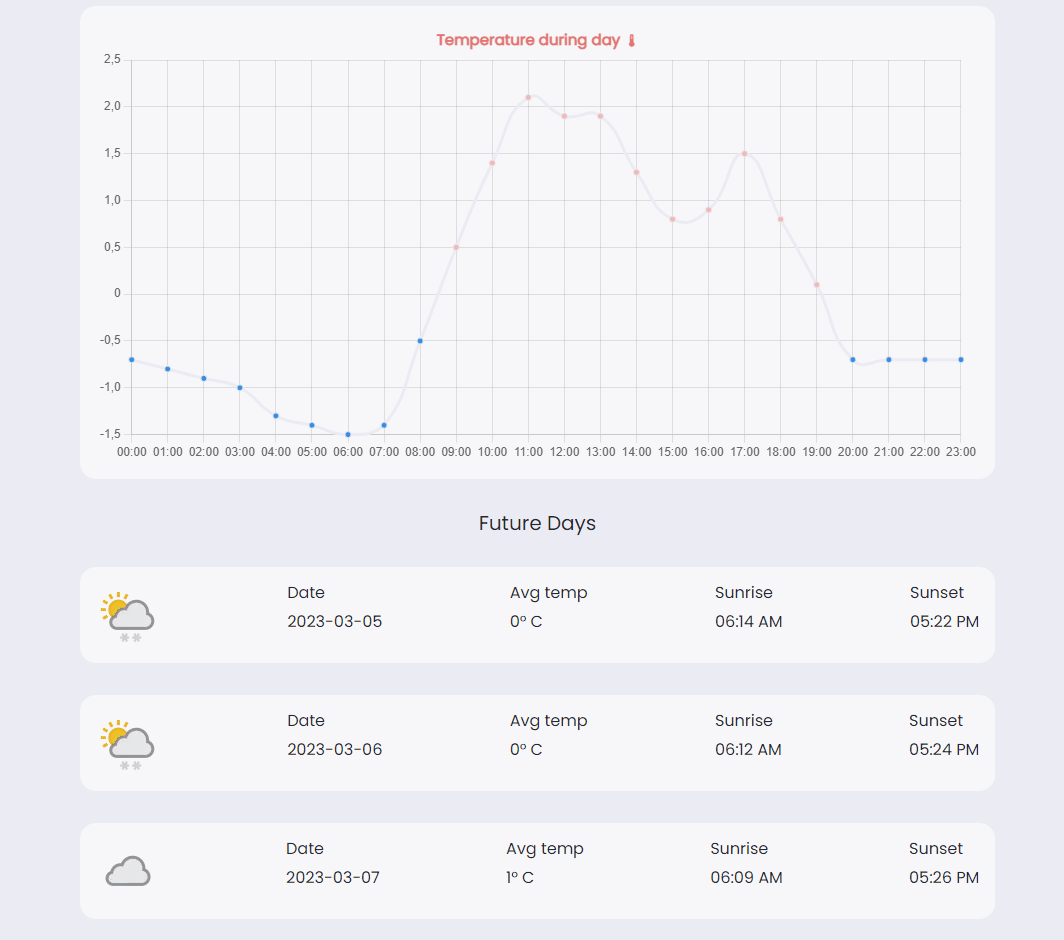 Temperature during day
2,5
2,0
1,5
1,0
0,5
0
-0,5
-1,0
-1,5
00:00 01:00 02:00 03:00 04:00 05:00 06:00 07:00 08:00 09:00 10:00 11:00 12:00 13:00 14:00 15:00 16:00 17:00 18:00 19:00 20:00 21:00 22:00 23:00
Future Days
Date Avg temp Sunrise Sunset
2023-03-05 0° C 06:14 AM 05:22 PM
Date Avg temp Sunrise Sunset
2023-03-06 0° C 06:12 AM 05:24 PM
Date Avg temp Sunrise Sunset
2023-03-07 1° C 06:09 AM 05:26 PM